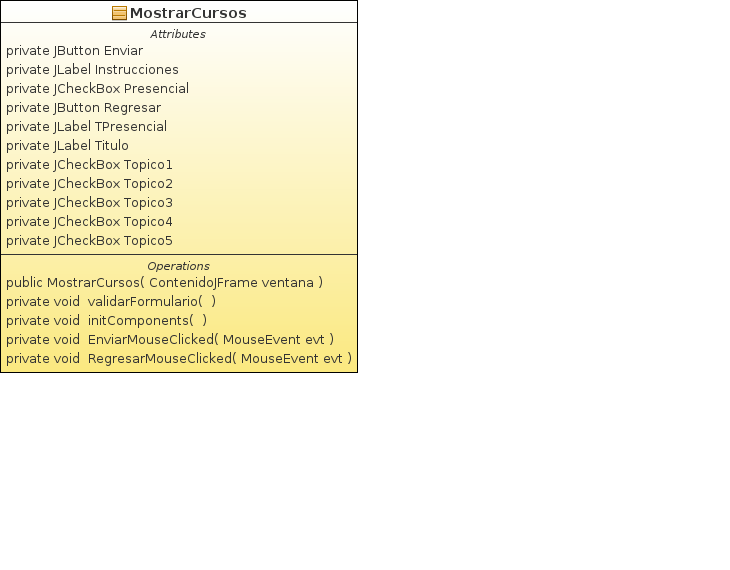 MostrarCursos
Attributes
private JButton Enviar
private JLabel Instrucciones
private JCheckBox Presencial
private JButton Regresar
private JLabel TPresencial
private JLabel Titulo
private JCheckBox Topico1
private JCheckBox Topico2
private JCheckBox Topico3
private JCheckBox Topico4
private JCheckBox Topico5
Operations
public MostrarCursos( ContenidoJFrame ventana )
private void  validarFormulario(  )
private void  initComponents(  )
private void  EnviarMouseClicked( MouseEvent evt )
private void  RegresarMouseClicked( MouseEvent evt )